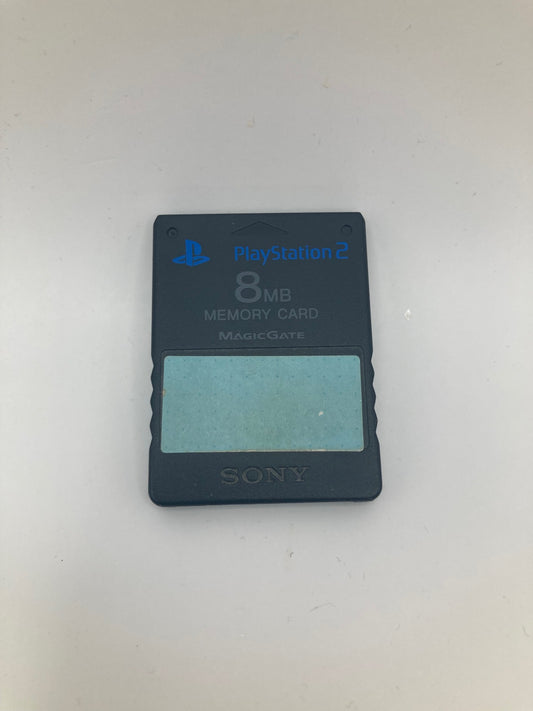 PlayStation 2
8MB
MEMORY CARD
MAGICGATE
SONY